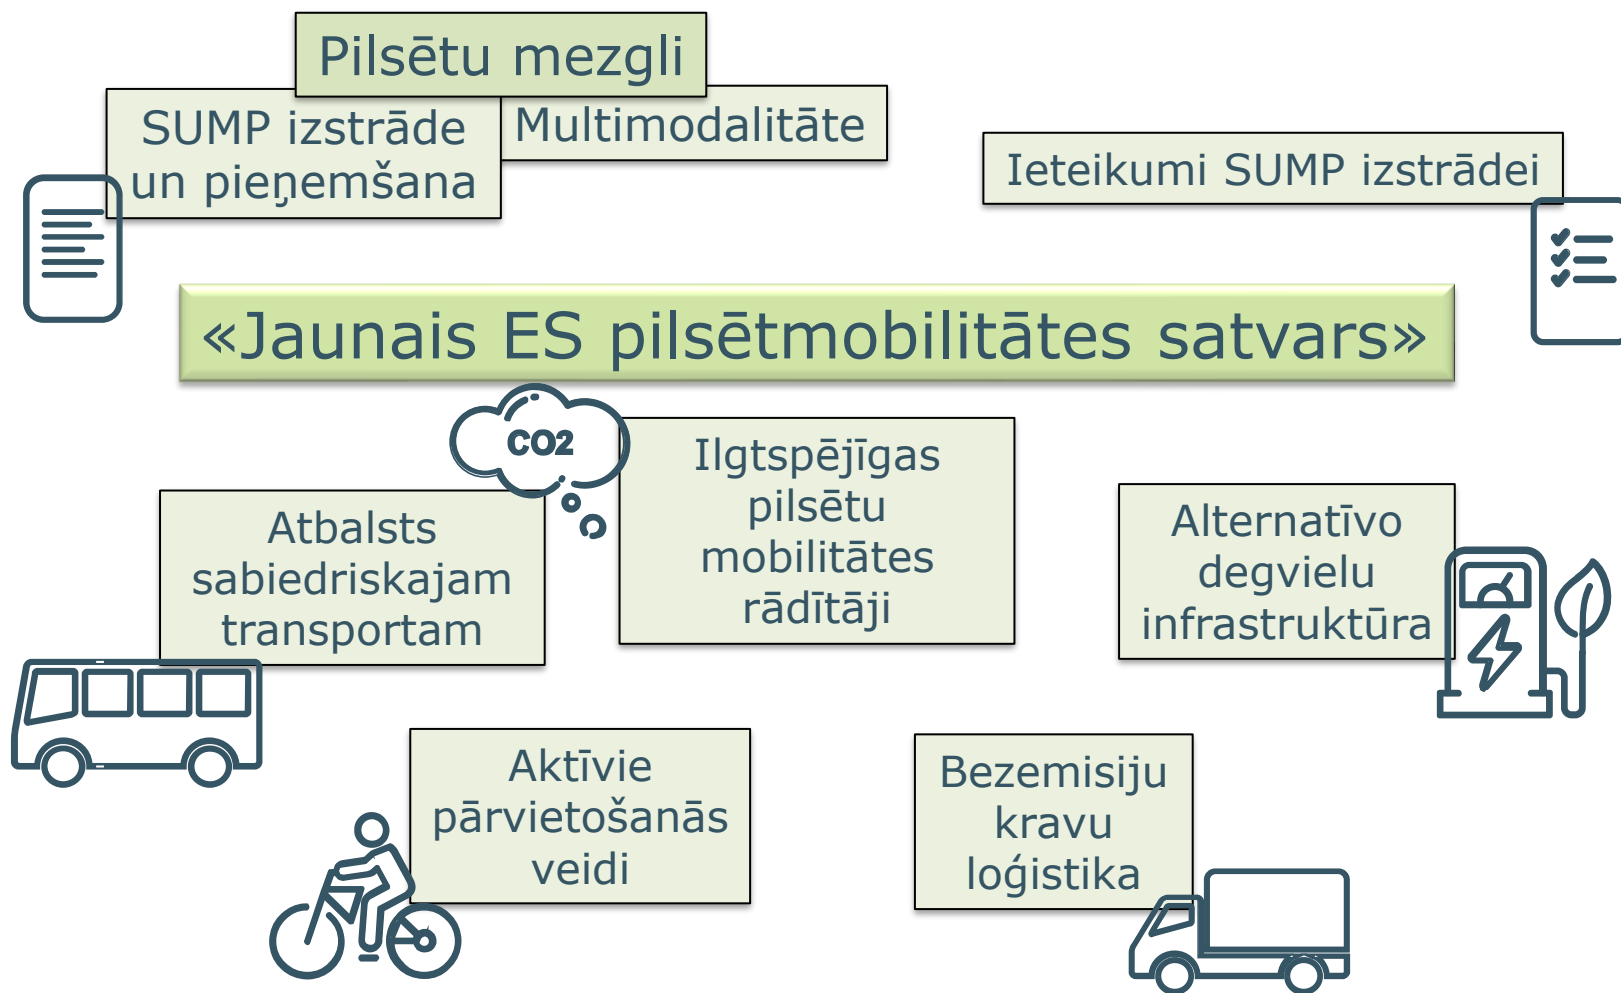 Pilsētu mezgli
SUMP izstrāde
un pieņemšana
Multimodalitāte
Ieteikumi SUMP izstrādei
«Jaunais ES pilsētmobilitātes satvars»
CO2
Ilgtspējīgas
pilsētu
mobilitātes
rādītāji
Atbalsts
sabiedriskajam
transportam
Alternatīvo
degvielu
infrastruktūra
Aktīvie
pārvietošanās
veidi
Bezemisiju
kravu
loģistika